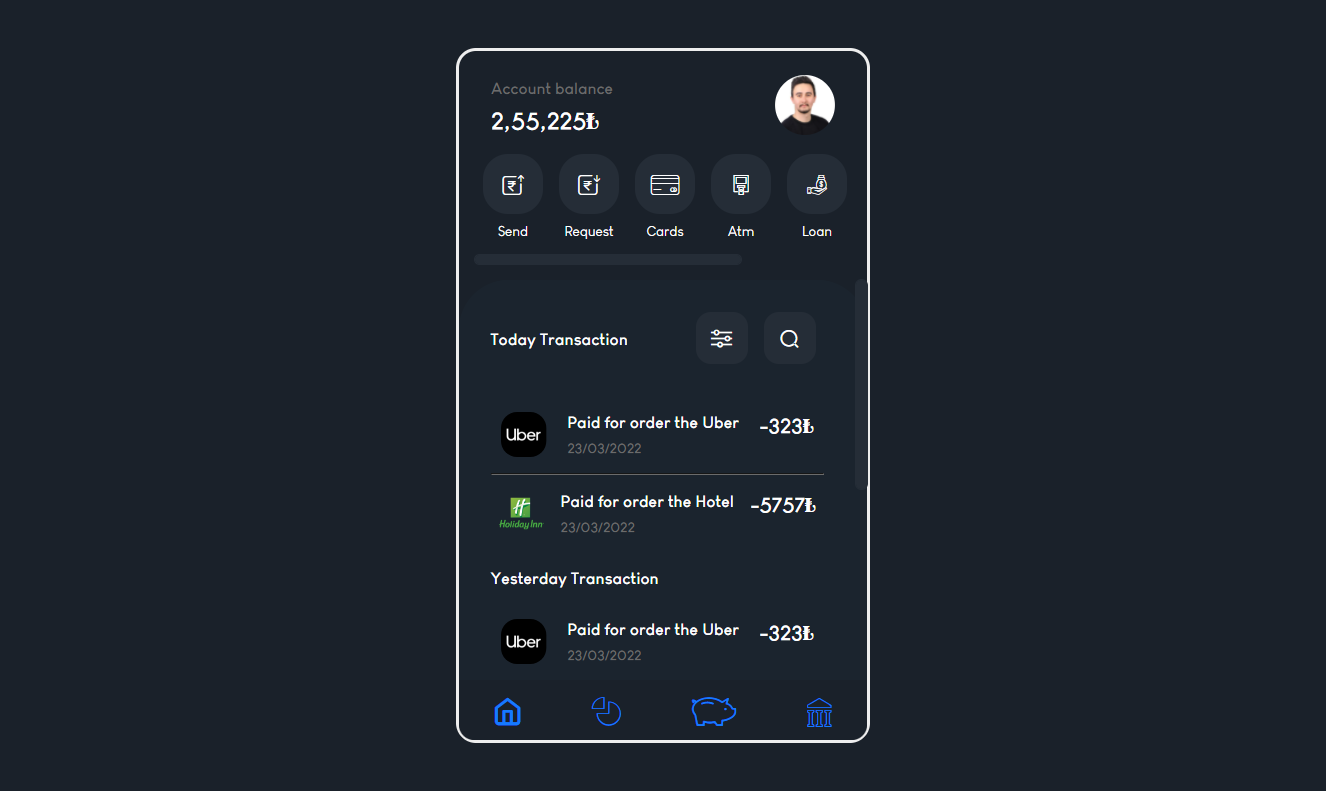 Account balance
2,55,225₺
Send Request Cards Atm Loan
Today Transaction
Uber Paid for order the Uber -323₺
23/03/2022
Holiday Inn Paid for order the Hotel -5757₺
23/03/2022
Yesterday Transaction
Uber Paid for order the Uber -323₺
23/03/2022